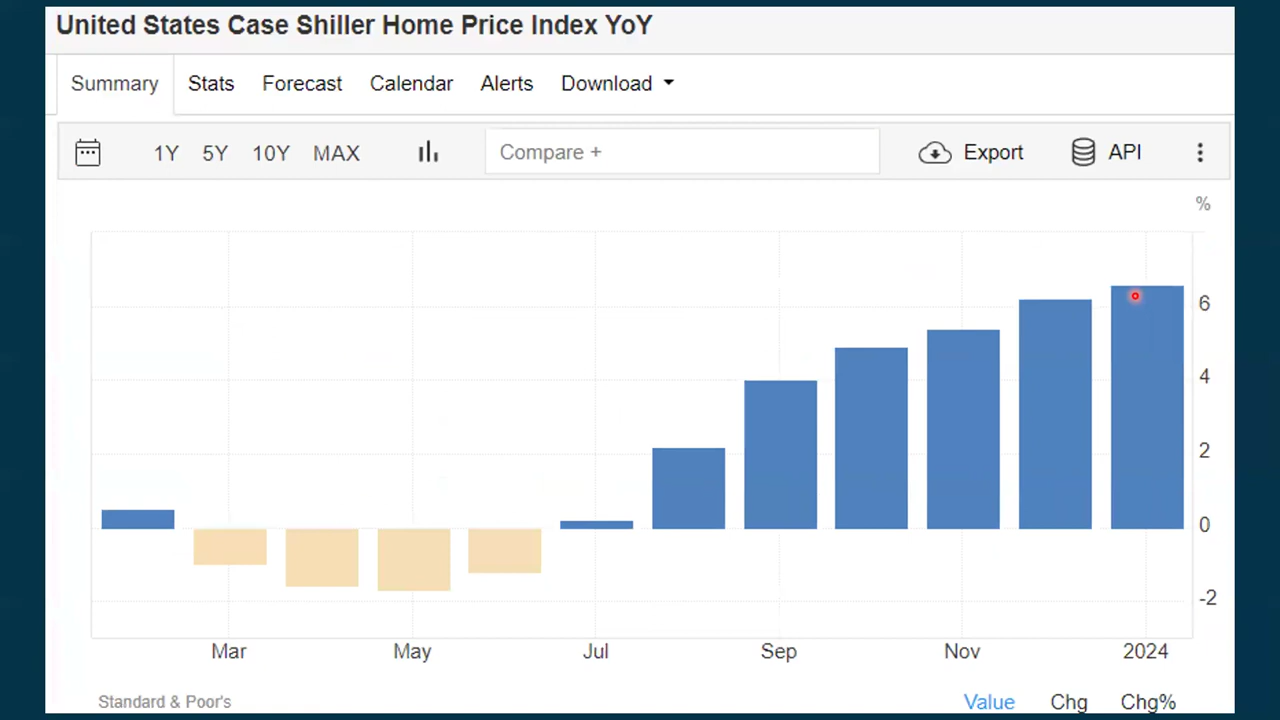 United States Case Shiller Home Price Index YoY
Summary Stats Forecast Calendar Alerts Download
1Y 5Y 10Y MAX Compare + Export API
%
6
4
2
0
-2
Mar May Jul Sep Nov 2024
Standard & Poor's Value Chg Chg%